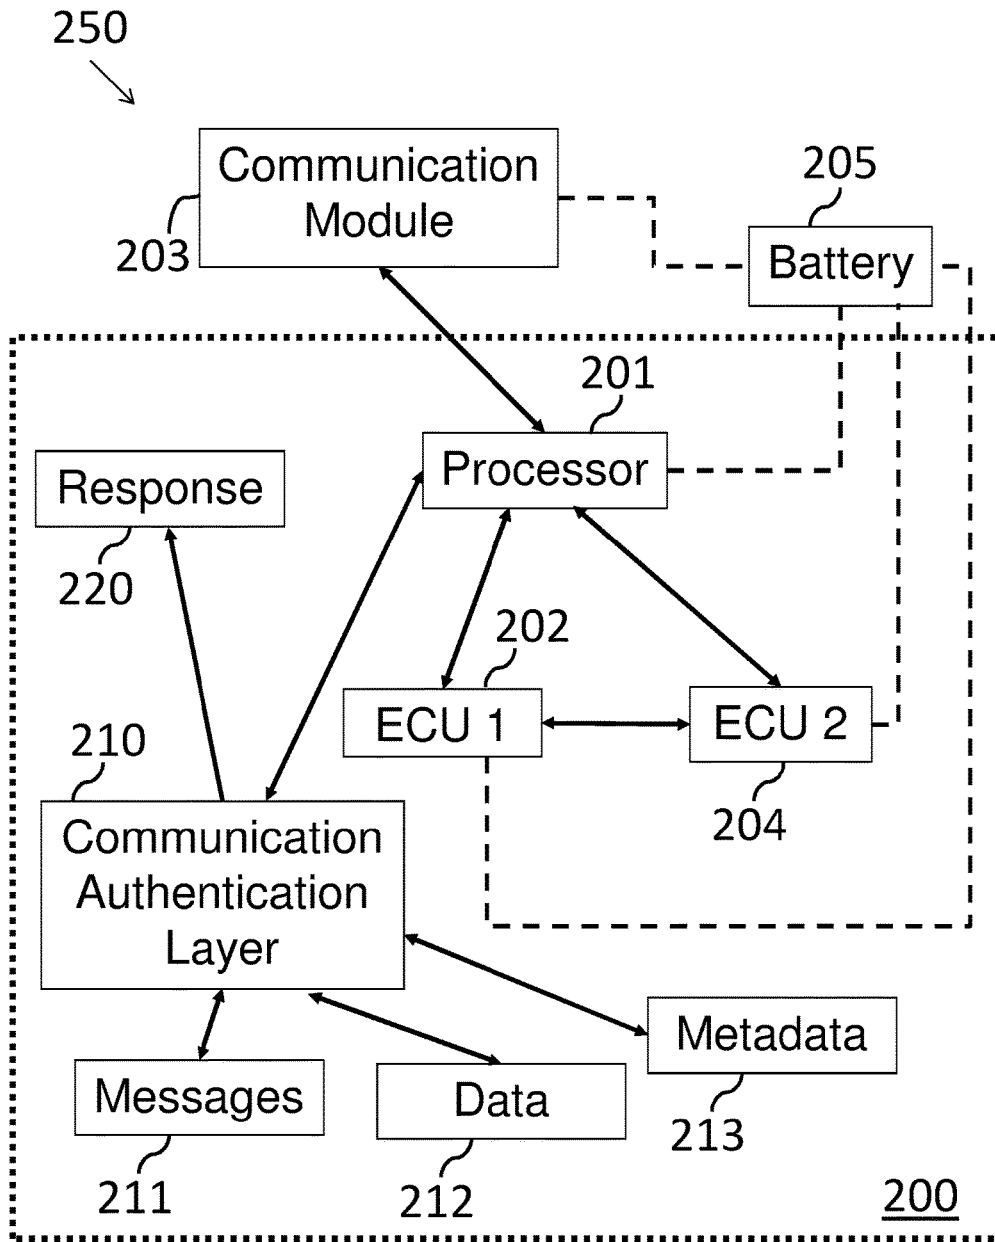 250
Communication
Module
203
205
Battery
201
Processor
Response
220
202
ECU 1
ECU 2
204
210
Communication
Authentication
Layer
Metadata
213
Messages
211
Data
212
200